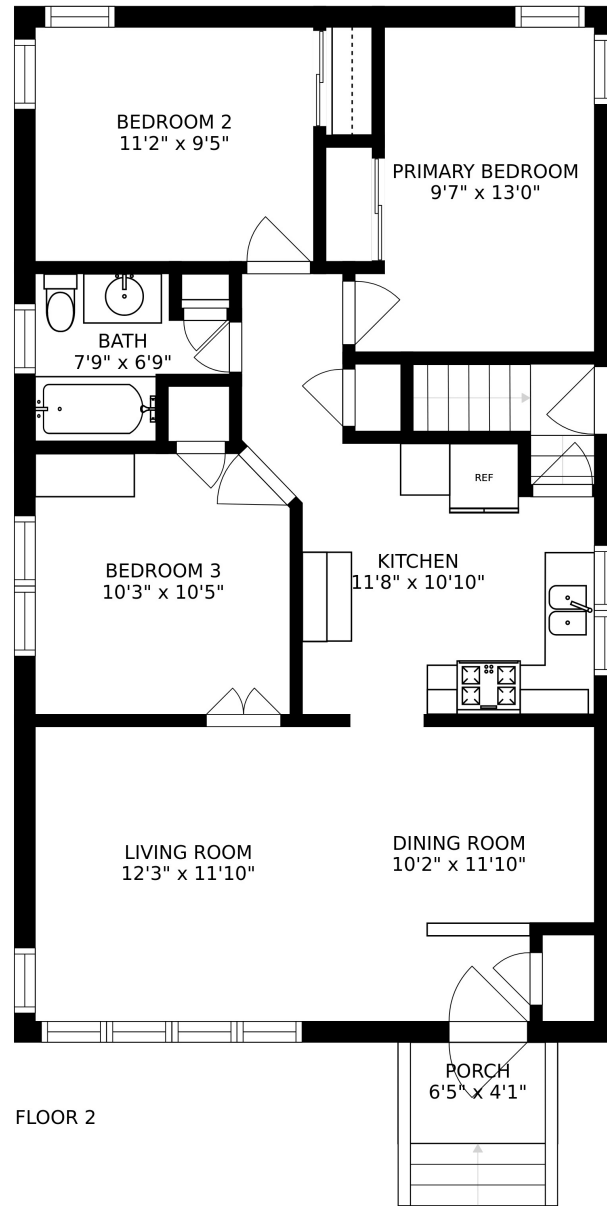 BEDROOM 2
11'2" x 9'5"
PRIMARY BEDROOM
9'7" x 13'0"
BATH
7'9" x 6'9"
REF
KITCHEN
11'8" x 10'10"
BEDROOM 3
10'3" x 10'5"
LIVING ROOM
12'3" x 11'10"
DINING ROOM
10'2" x 11'10"
PORCH
6'5" x 4'1"
FLOOR 2